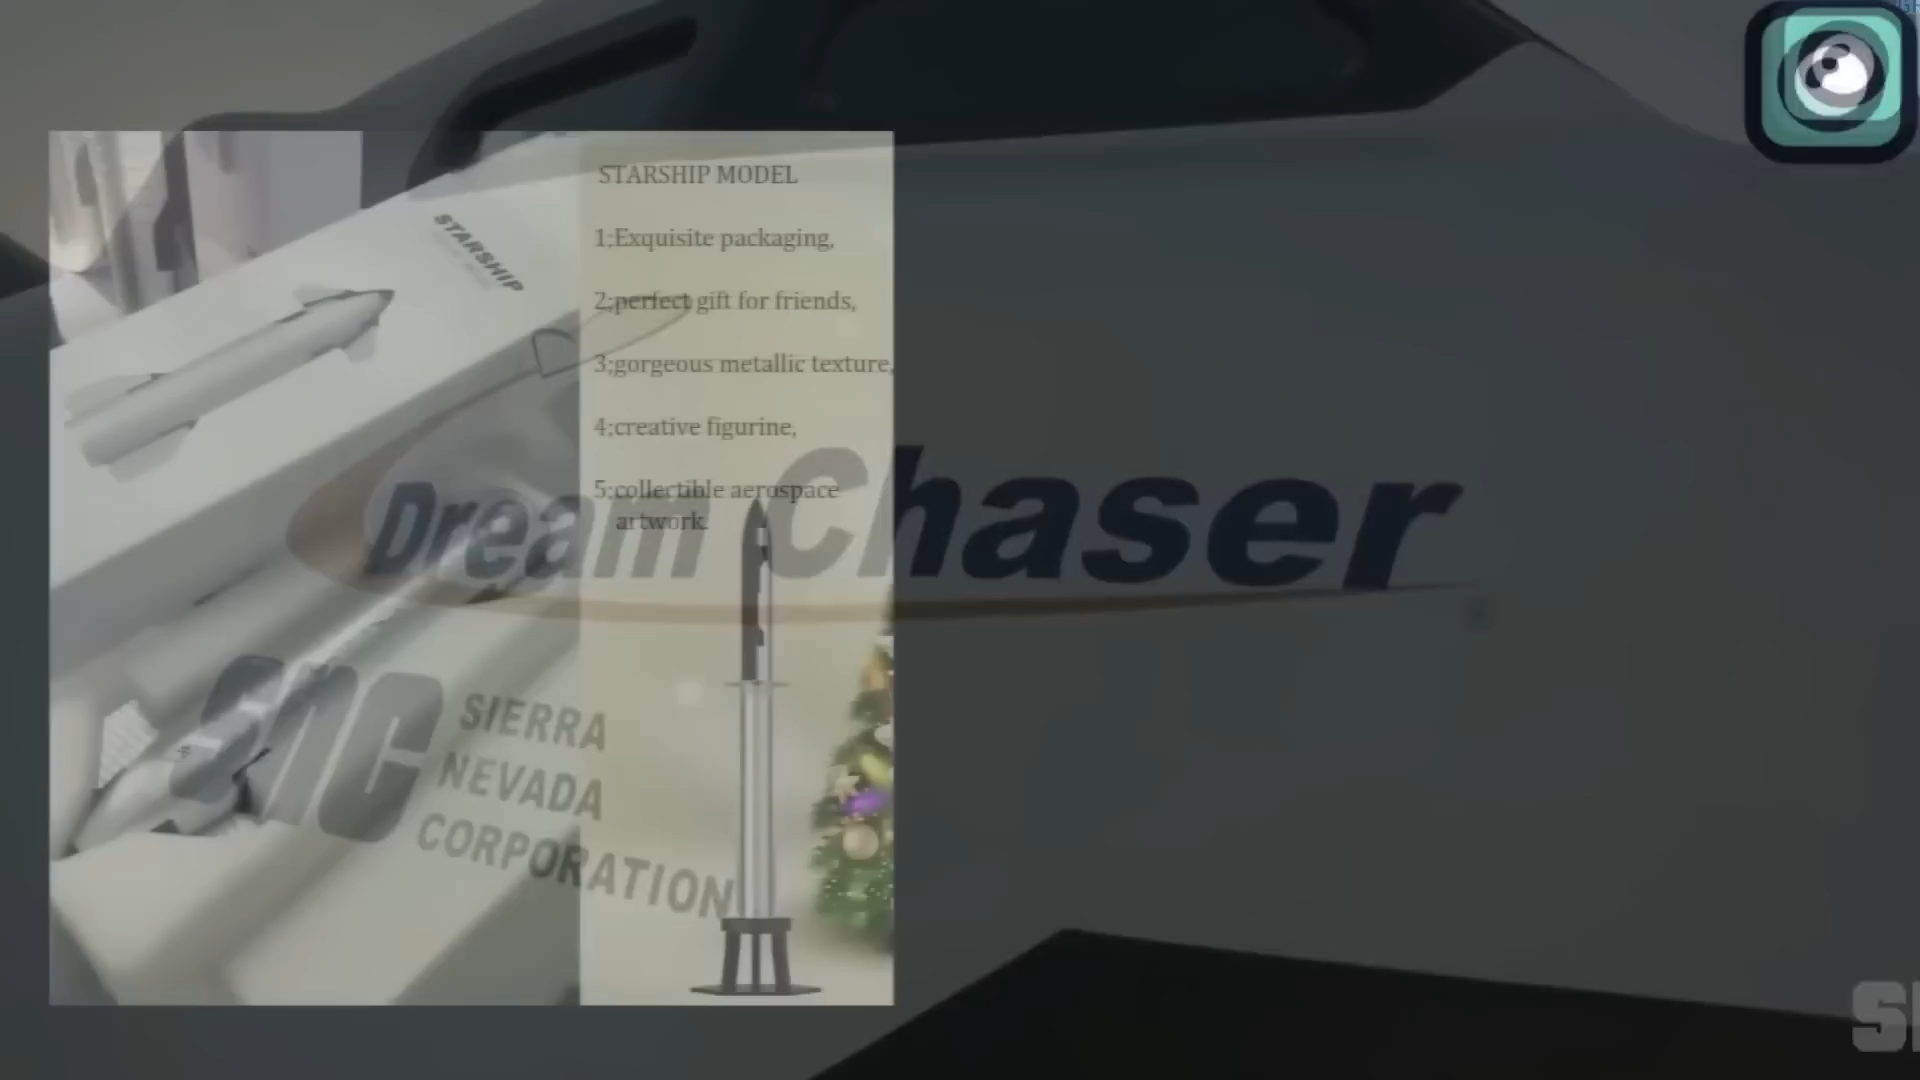 STARSHIP MODEL
1;Exquisite packaging,
2;perfect gift for friends,
3;gorgeous metallic texture,
4;creative figurine,
5;collectible aerospace
artwork.
STARSHIP
Dream Chaser
snc
SIERRA
NEVADA
CORPORATION